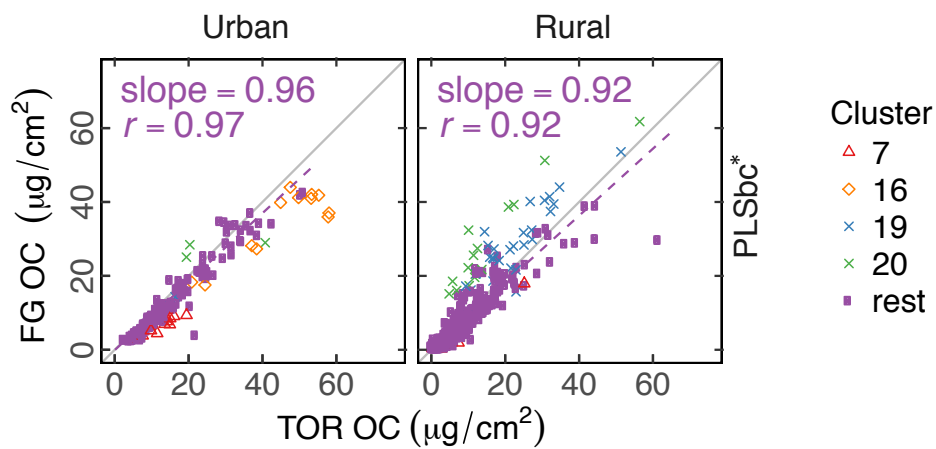 Urban
Rural
slope = 0.96
r = 0.97
slope = 0.92
r = 0.92
FG OC (μg/cm²)
0
20
40
60
0
20
40
60
0
20
40
60
TOR OC (μg/cm²)
PLSbc*
Cluster
7
16
19
20
rest